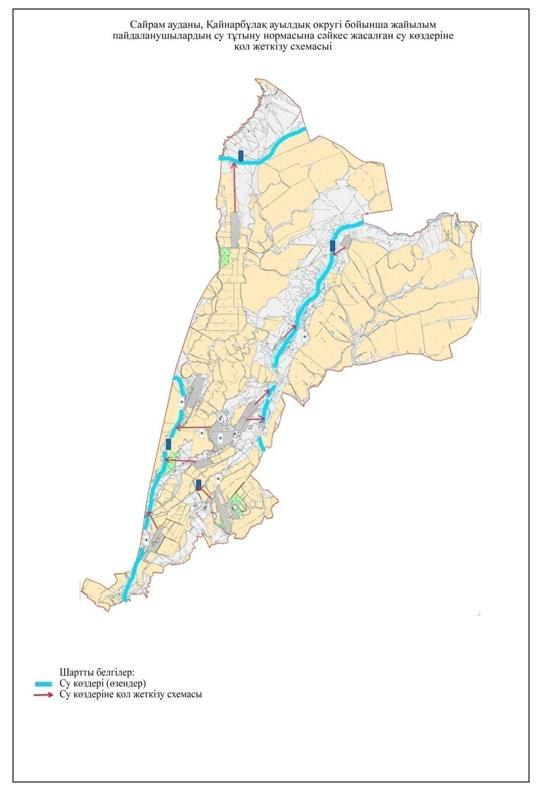 Сайрам ауданы, Қайнарбұлақ ауылдық округі бойынша жайылым
пайдаланушылардың су тұтыну нормасына сәйкес жасалған су көздеріне
қол жеткізу схемасыі
Шартты белгілер:
Су көздері (өзендер)
Су көздеріне қол жеткізу схемасы